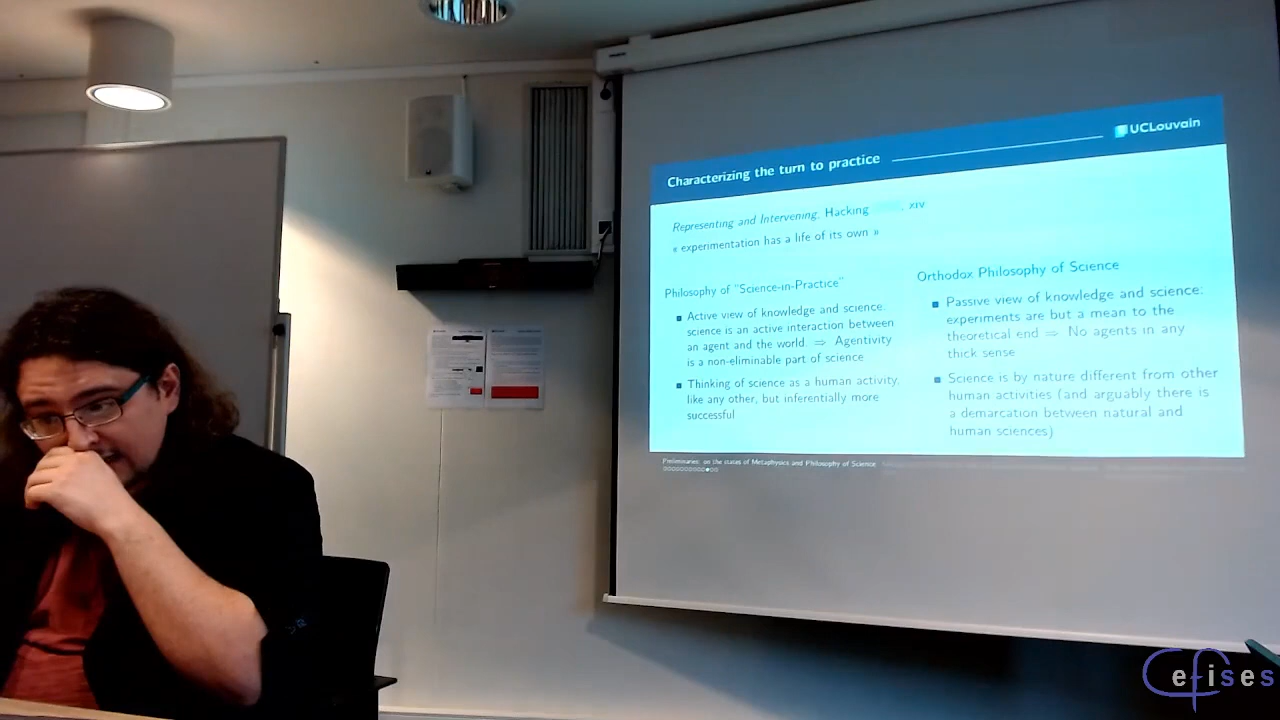 Characterizing the turn to practice
UCLouvain
Representing and Intervening, Hacking , XIV
« experimentation has a life of its own »
Philosophy of "Science-in-Practice"
Active view of knowledge and science:
science is an active interaction between
an agent and the world. ⇒ Agentivity
is a non-eliminable part of science
Thinking of science as a human activity,
like any other, but inferentially more
successful
Orthodox Philosophy of Science
Passive view of knowledge and science:
experiments are but a mean to the
theoretical end ⇒ No agents in any
thick sense
Science is by nature different from other
human activities (and arguably there is
a demarcation between natural and
human sciences)
Preliminaries: on the states of Metaphysics and Philosophy of Science
Cefises